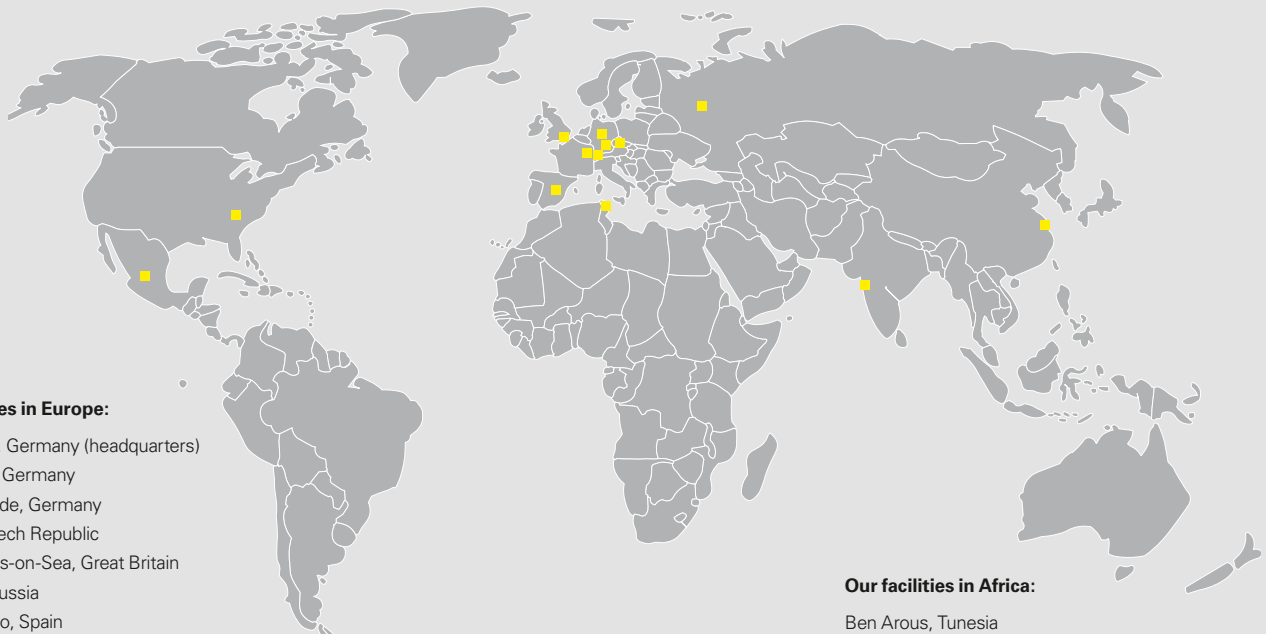 es in Europe:
Germany (headquarters)
Germany
de, Germany
ech Republic
s-on-Sea, Great Britain
ussia
o, Spain
Our facilities in Africa:
Ben Arous, Tunesia